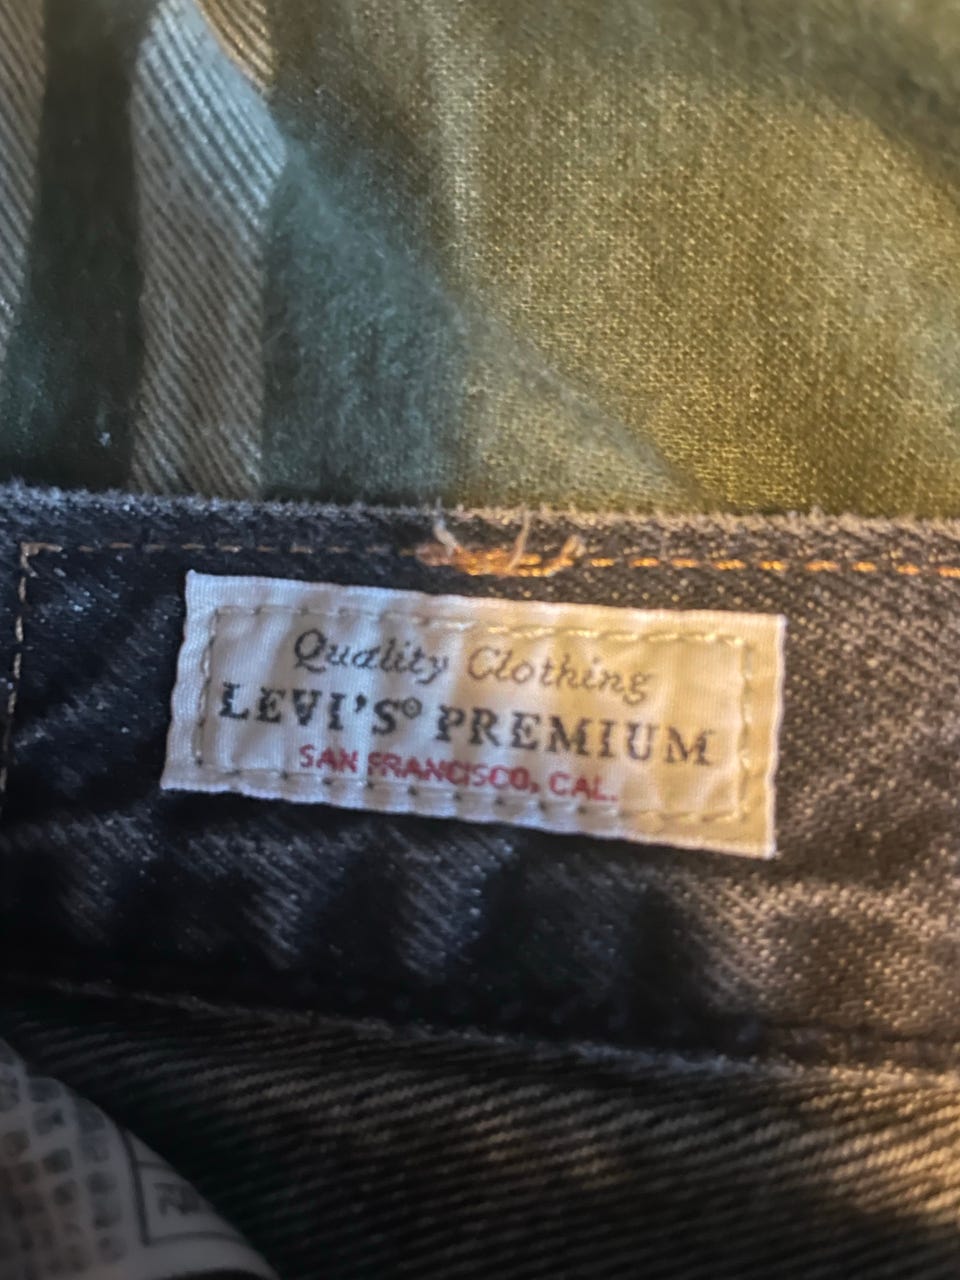 Quality Clothing
LEVI'S® PREMIUM
SAN FRANCISCO, CAL.